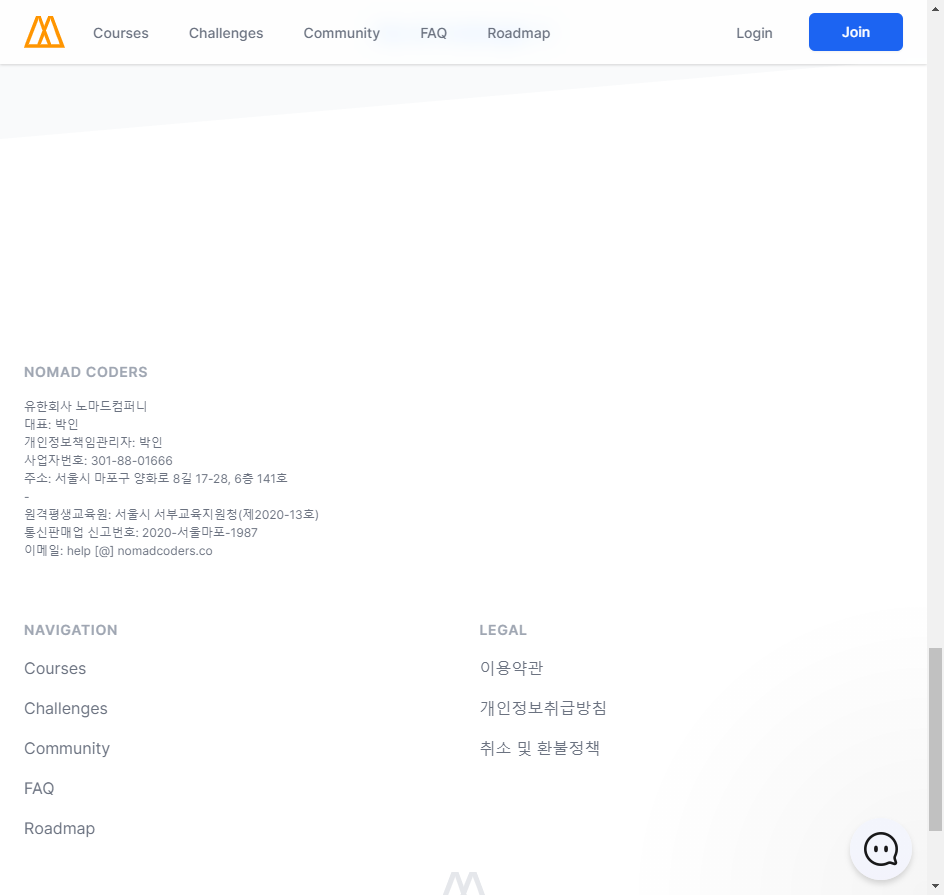 Courses Challenges Community FAQ Roadmap Login Join
NOMAD CODERS
유한회사 노마드컴퍼니
대표: 박인
개인정보책임관리자: 박인
사업자번호: 301-88-01666
주소: 서울시 마포구 양화로 8길 17-28, 6층 141호
-
원격평생교육원: 서울시 서부교육지원청(제2020-13호)
통신판매업 신고번호: 2020-서울마포-1987
이메일: help [@] nomadcoders.co
NAVIGATION
Courses
Challenges
Community
FAQ
Roadmap
LEGAL
이용약관
개인정보취급방침
취소 및 환불정책